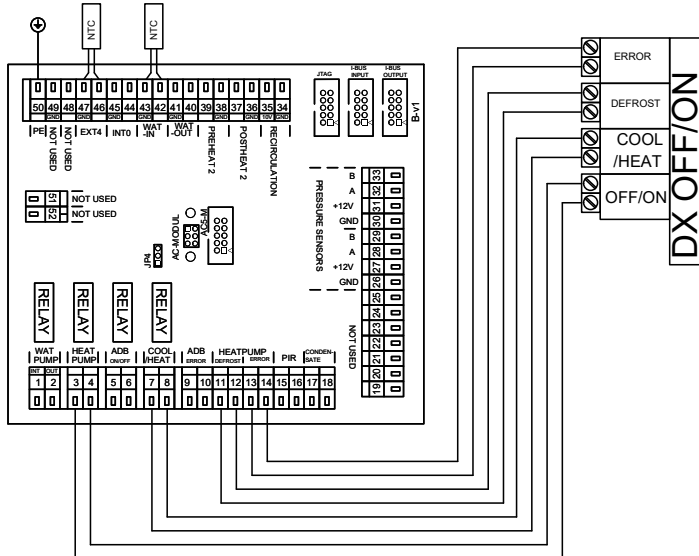 NTC
NTC
JTAG
I-BUS
INPUT
I-BUS
OUTPUT
B-V1
50 49 48 47 46 45 44 43 42 41 40 39 38 37 36 35 34
GND GND GND GND GND GND GND 10V GND
PE
NOT USED
NOT USED
EXT4
INT0
WAT
-IN
WAT
-OUT
PREHEAT 2
POSTHEAT 2
RECIRCULATION
51 NOT USED
52 NOT USED
JP4
AC4-MODUL
AC5-M
PRESSURE SENSORS
B 33
A 32
+12V 31
GND 30
B 29
A 28
+12V 27
GND 26
25
24
23
22
21
20
19
NOT USED
RELAY
RELAY
RELAY
RELAY
WAT
PUMP
HEAT
PUMP
ADB
ON/OFF
COOL
/HEAT
ADB
ERROR
HEATPUMP
DEFROST ERROR
PIR
CONDEN-
SATE
INT OUT
1 2 3 4 5 6 7 8 9 10 11 12 13 14 15 16 17 18
ERROR
DEFROST
COOL
/HEAT
OFF/ON
DX OFF/ON